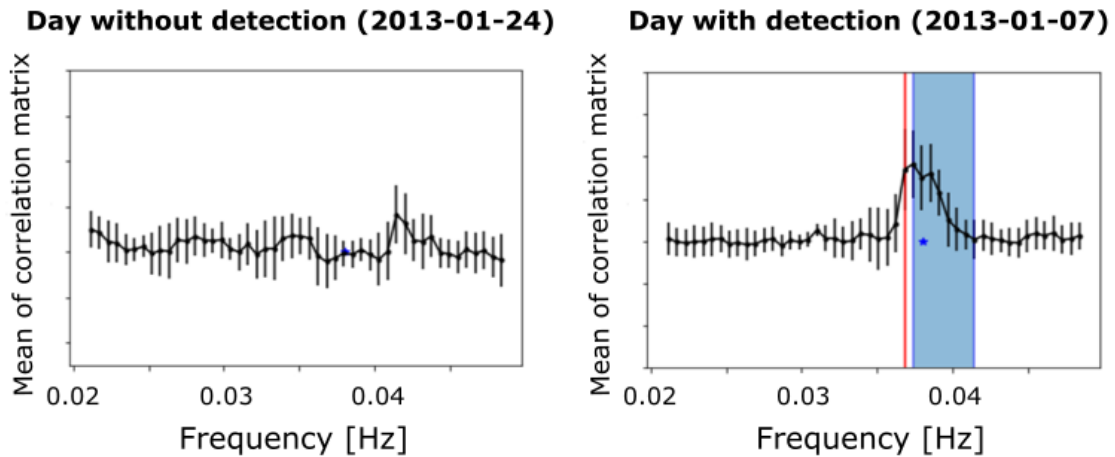 Day without detection (2013-01-24)
Mean of correlation matrix
0.02 0.03 0.04
Frequency [Hz]
Day with detection (2013-01-07)
Mean of correlation matrix
0.02 0.03 0.04
Frequency [Hz]